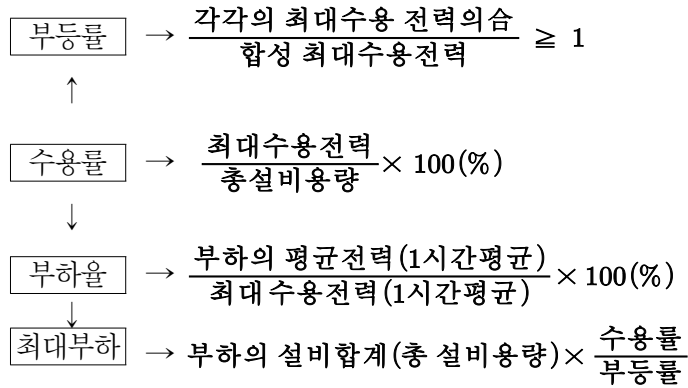 부등률 → 각각의 최대수용 전력의合 / 합성 최대수용전력 ≧ 1
↑
수용률 → 최대수용전력 / 총설비용량 × 100(%)
↓
부하율 → 부하의 평균전력(1시간평균) / 최대수용전력(1시간평균) × 100(%)
↓
최대부하 → 부하의 설비합계(총 설비용량)× 수용률 / 부등률